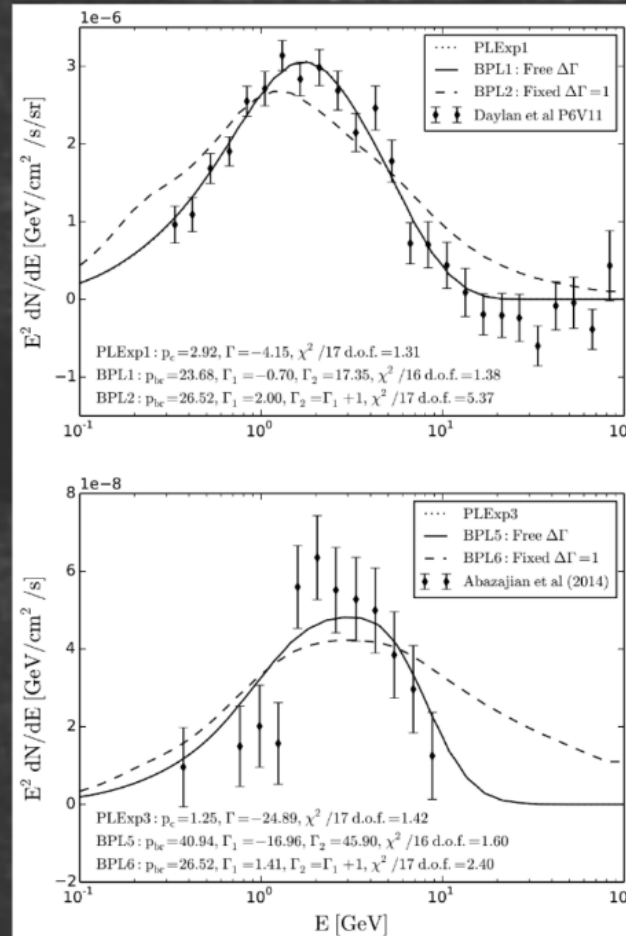 1e−6
E² dN/dE [GeV/cm² /s/sr]
3
2
1
0
−1
PLExp1
BPL1 : Free ΔΓ
BPL2 : Fixed ΔΓ=1
Daylan et al P6V11
PLExp1 : p_c=2.92, Γ=−4.15, χ² /17 d.o.f.=1.31
BPL1 : p_br=23.68, Γ₁=−0.70, Γ₂=17.35, χ² /16 d.o.f.=1.38
BPL2 : p_br=26.52, Γ₁=2.00, Γ₂=Γ₁+1, χ² /17 d.o.f.=5.37
10⁻¹ 10⁰ 10¹ 10²
1e−8
E² dN/dE [GeV/cm² /s]
8
6
4
2
0
−2
PLExp3
BPL5 : Free ΔΓ
BPL6 : Fixed ΔΓ=1
Abazajian et al (2014)
PLExp3 : p_c=1.25, Γ=−24.89, χ² /17 d.o.f.=1.42
BPL5 : p_br=40.94, Γ₁=−16.96, Γ₂=45.90, χ² /16 d.o.f.=1.60
BPL6 : p_br=26.52, Γ₁=1.41, Γ₂=Γ₁+1, χ² /17 d.o.f.=2.40
10⁻¹ 10⁰ 10¹ 10²
E [GeV]